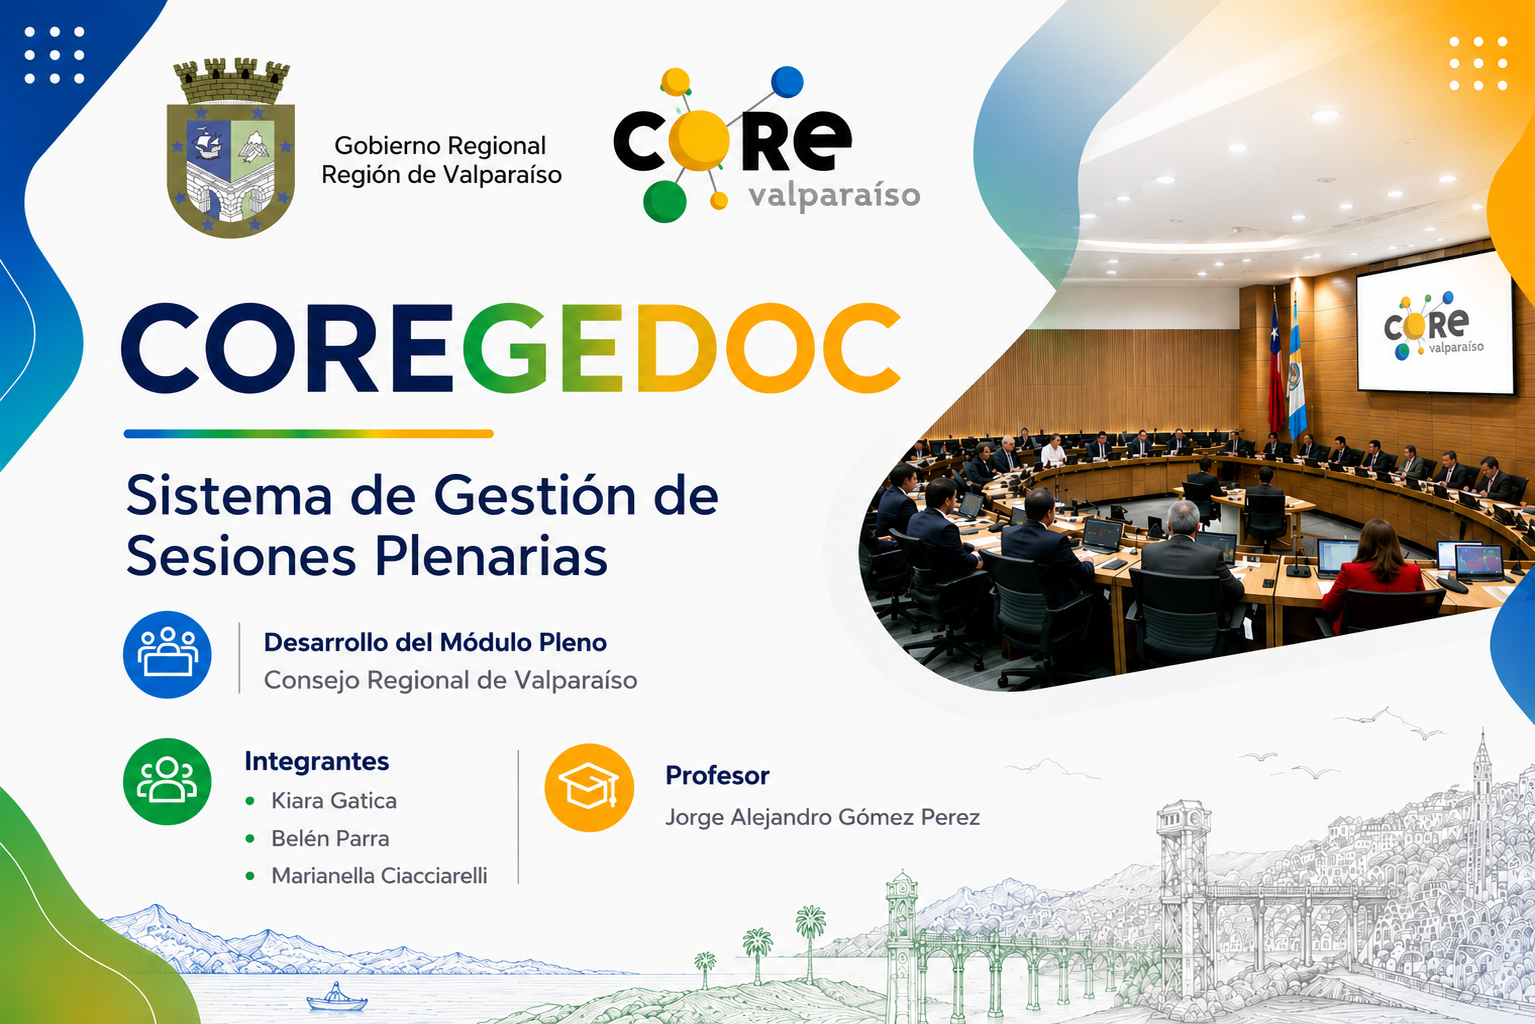 Gobierno Regional
Región de Valparaíso
CORe
valparaíso
COREGEDOC
Sistema de Gestión de
Sesiones Plenarias
Desarrollo del Módulo Pleno
Consejo Regional de Valparaíso
Integrantes
Kiara Gatica
Belén Parra
Marianella Ciacciarelli
Profesor
Jorge Alejandro Gómez Perez
CORe
valparaíso